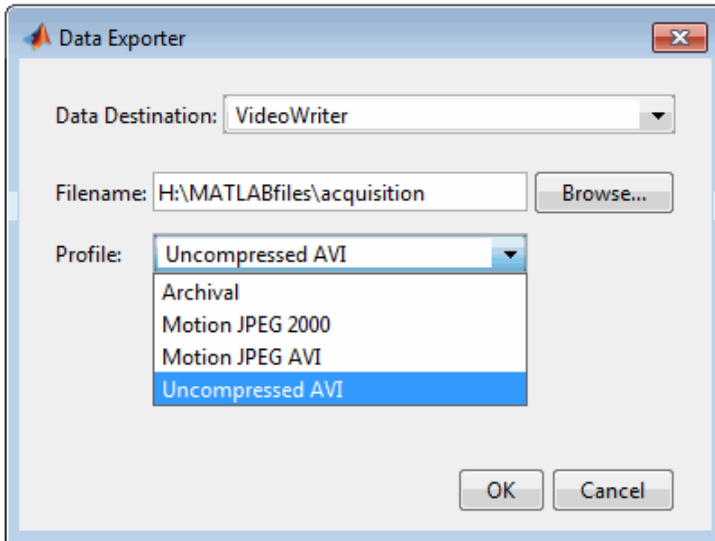 Data Exporter
Data Destination: VideoWriter
Filename: H:\MATLABfiles\acquisition Browse...
Profile: Uncompressed AVI
Archival
Motion JPEG 2000
Motion JPEG AVI
Uncompressed AVI
OK Cancel